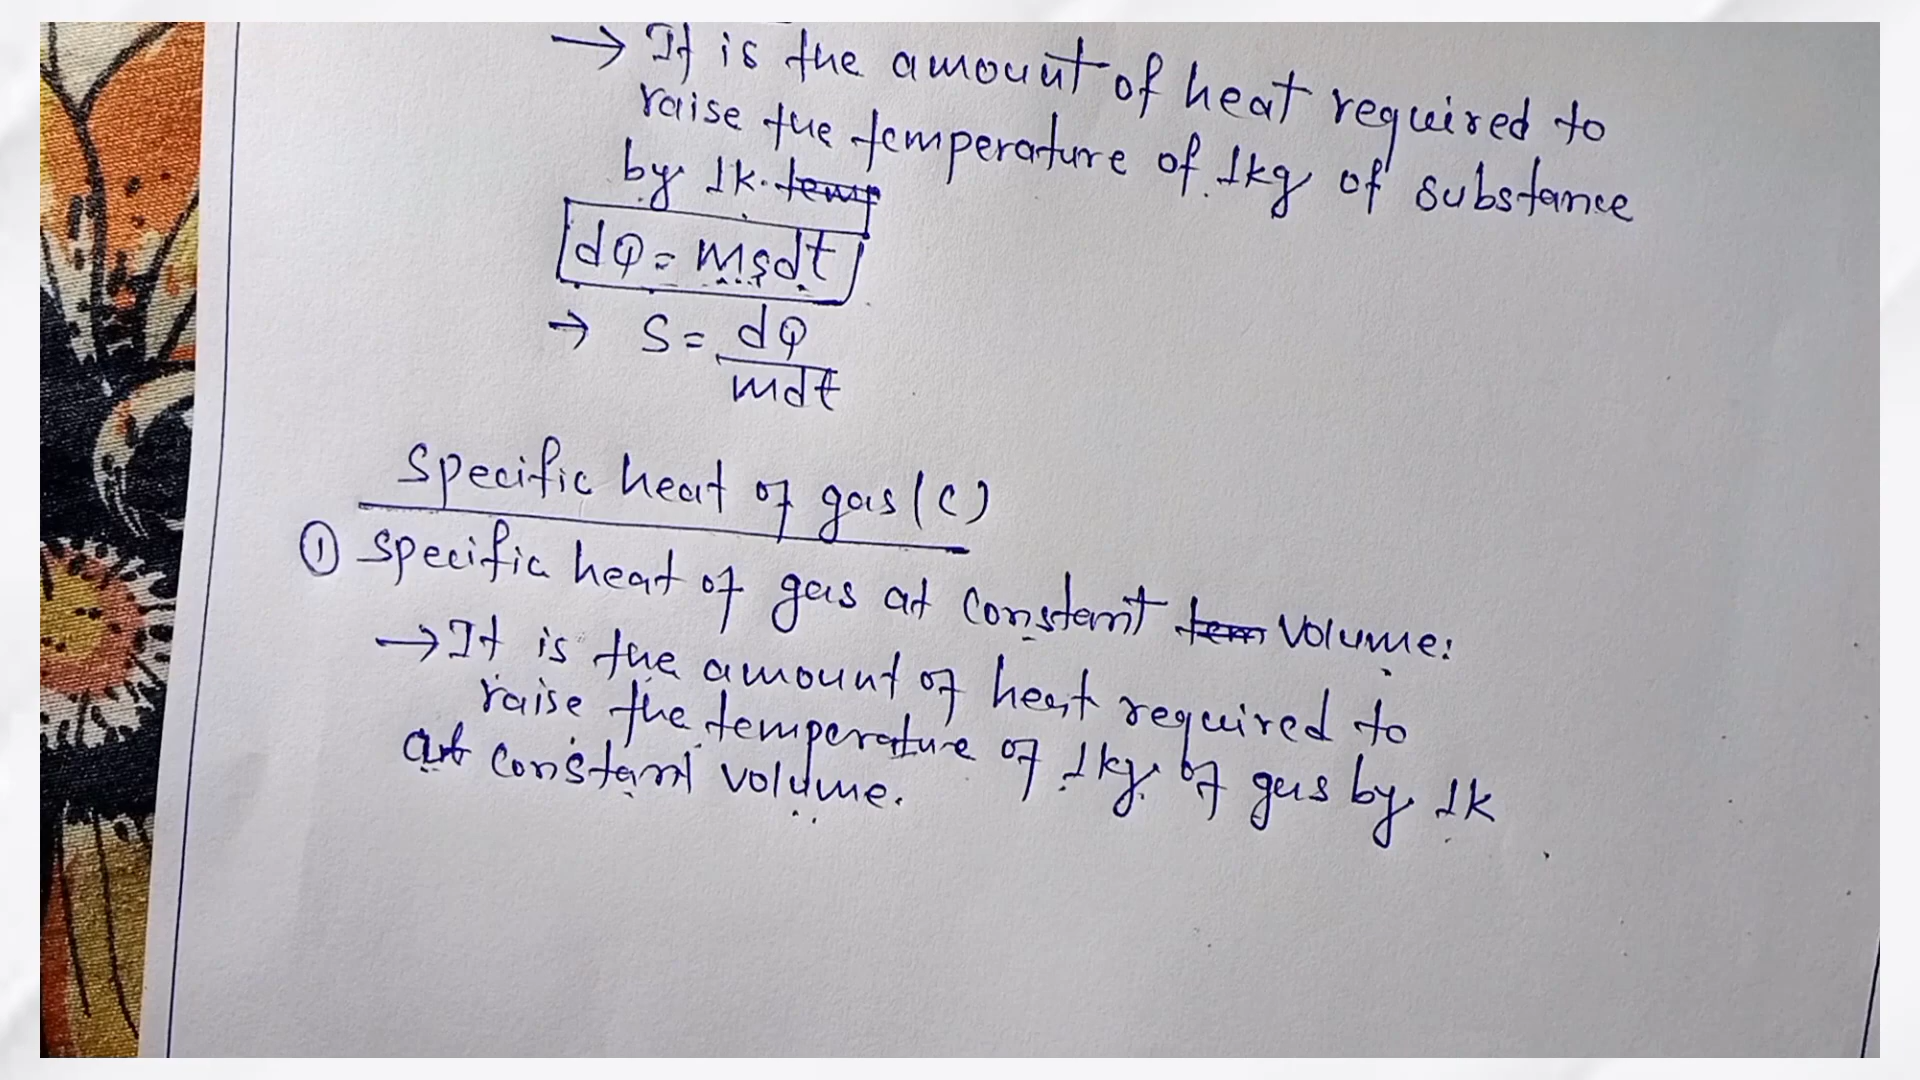 → It is the amount of heat required to
raise the temperature of 1kg of substance
by 1k. temp
dQ = msdt
→ S = dQ / mdt
Specific heat of gas (C)
① Specific heat of gas at constant tem volume:
→ It is the amount of heat required to
raise the temperature of 1kg of gas by 1k
at constant volume.